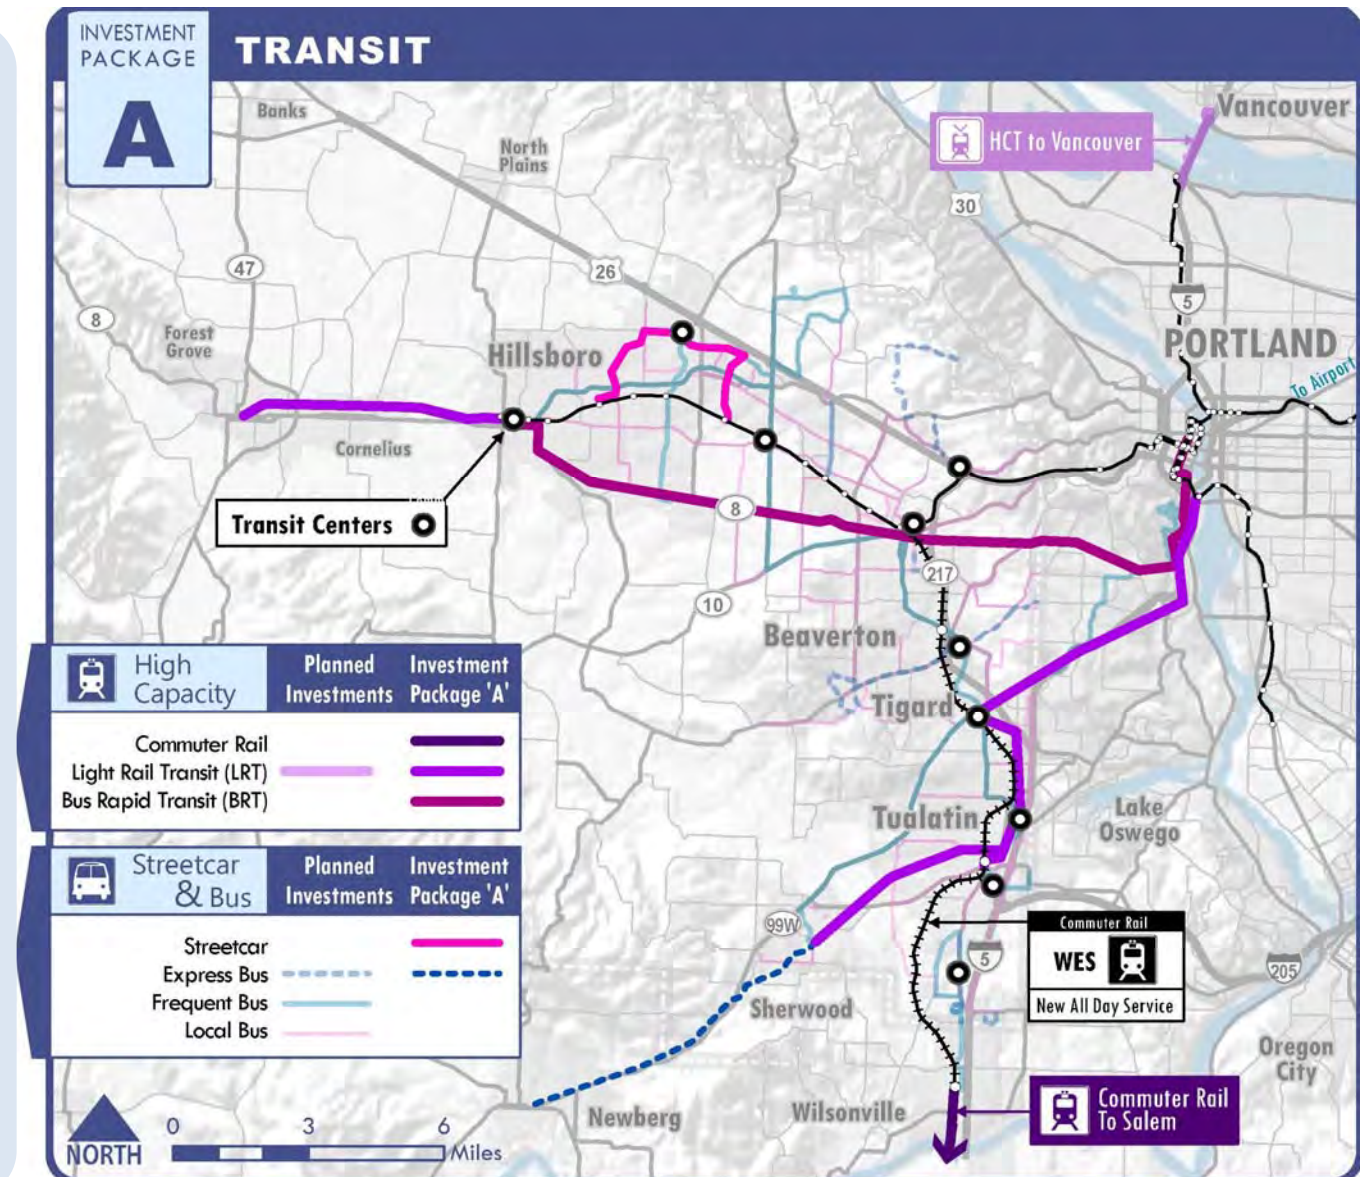 INVESTMENT
PACKAGE
A
TRANSIT
Banks
North
Plains
HCT to Vancouver
Vancouver
30
47
26
8
5
Forest
Grove
Hillsboro
PORTLAND
To Airport
Cornelius
Transit Centers
8
217
10
Beaverton
Tigard
High
Capacity
Planned
Investments
Investment
Package 'A'
Commuter Rail
Light Rail Transit (LRT)
Bus Rapid Transit (BRT)
Tualatin
Lake
Oswego
Streetcar
& Bus
Planned
Investments
Investment
Package 'A'
Streetcar
Express Bus
Frequent Bus
Local Bus
99W
Commuter Rail
WES
New All Day Service
5
205
Sherwood
Oregon
City
Newberg
Wilsonville
Commuter Rail
To Salem
NORTH
0 3 6
Miles